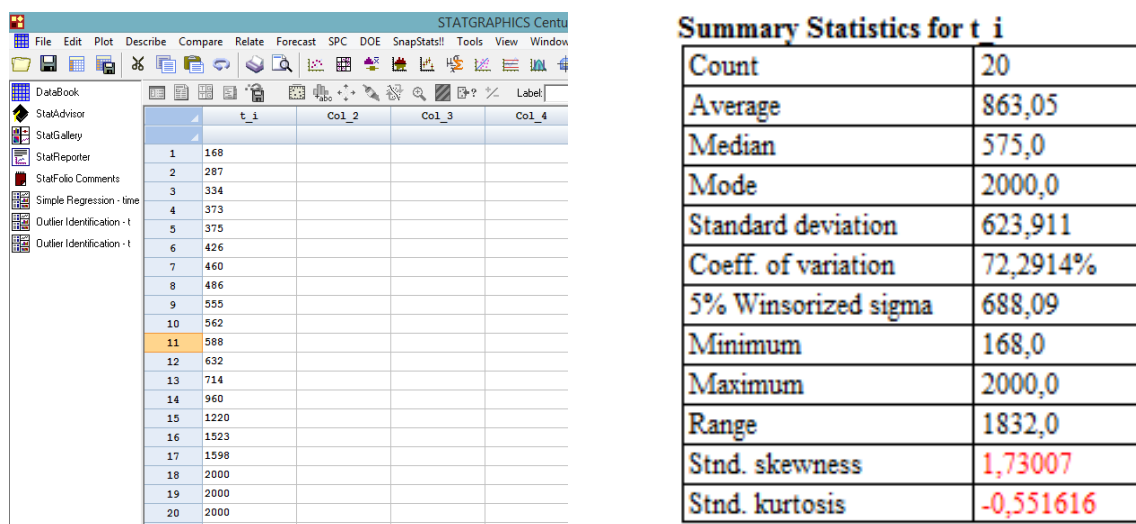 STATGRAPHICS Centu
File Edit Plot Describe Compare Relate Forecast SPC DOE SnapStats!! Tools View Window
DataBook
StatAdvisor
StatGallery
StatReporter
StatFolio Comments
Simple Regression - time
Outlier Identification - t
Outlier Identification - t
Label:
t_i Col_2 Col_3 Col_4
1 168
2 287
3 334
4 373
5 375
6 426
7 460
8 486
9 555
10 562
11 588
12 632
13 714
14 960
15 1220
16 1523
17 1598
18 2000
19 2000
20 2000
Summary Statistics for t_i
Count 20
Average 863,05
Median 575,0
Mode 2000,0
Standard deviation 623,911
Coeff. of variation 72,2914%
5% Winsorized sigma 688,09
Minimum 168,0
Maximum 2000,0
Range 1832,0
Stnd. skewness 1,73007
Stnd. kurtosis -0,551616